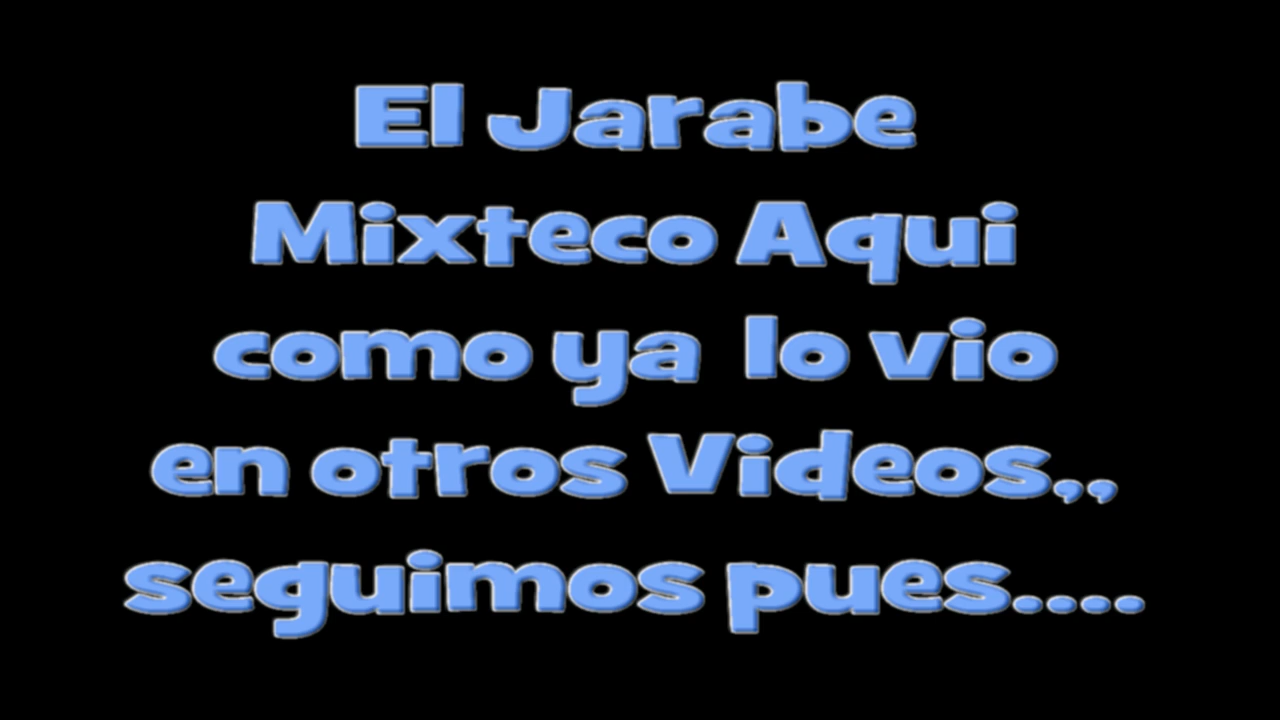 El Jarabe
Mixteco Aqui
como ya lo vio
en otros Videos,,
seguimos pues....